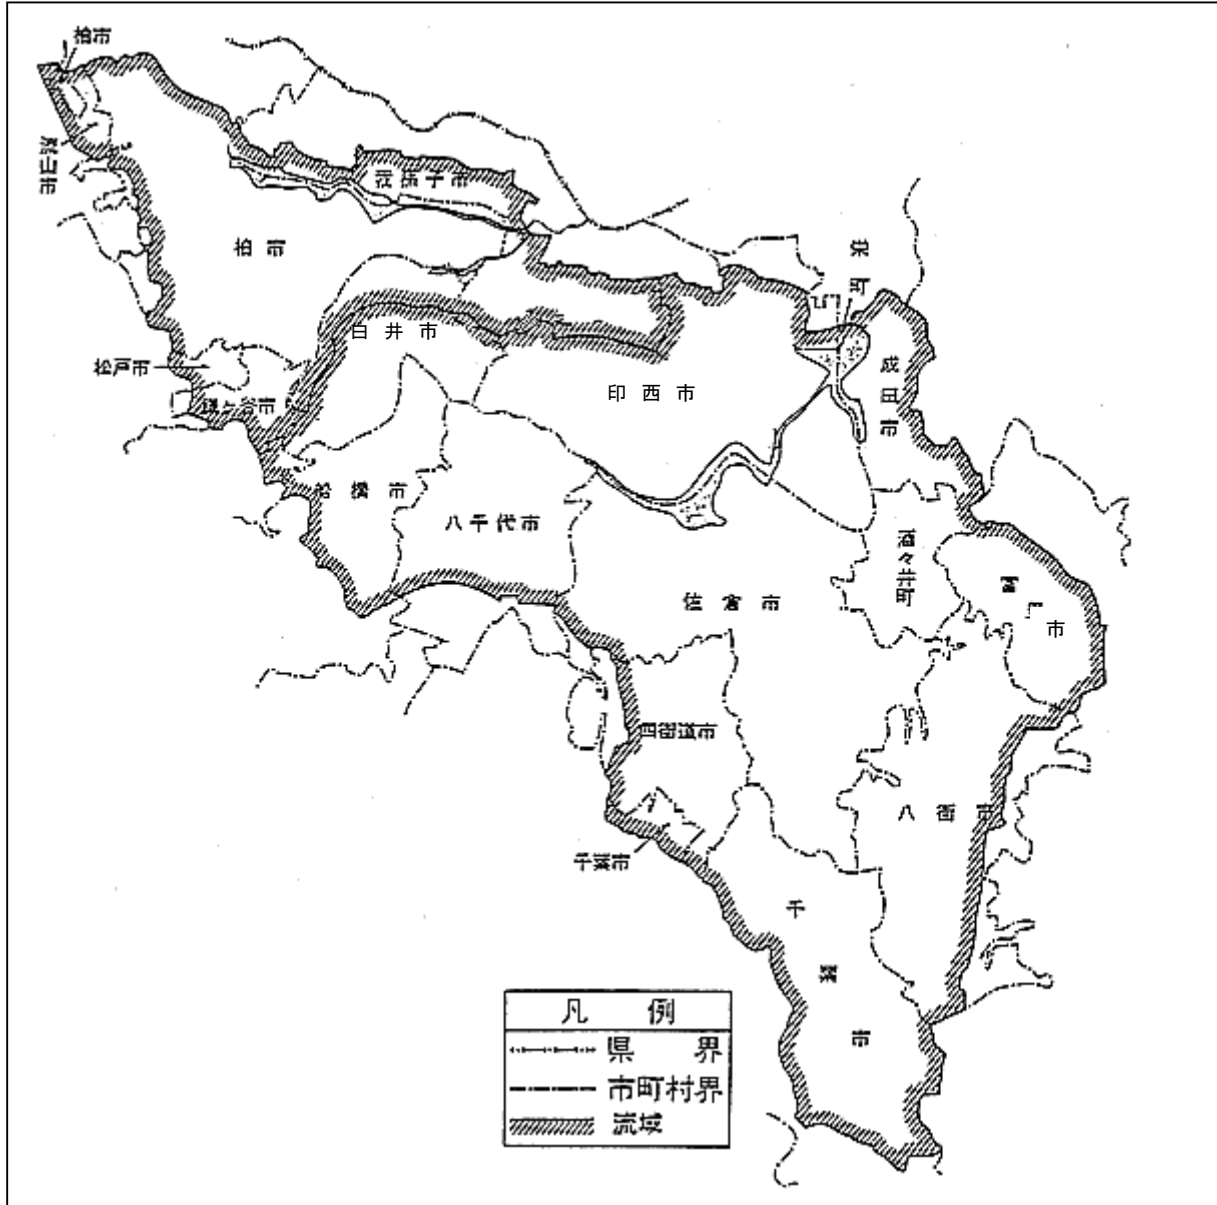 柏市
流山市
我孫子市
柏市
栄町
白井市
松戸市
鎌ヶ谷市
印西市
成田市
船橋市
八千代市
酒々井町
佐倉市
富
市
四街道市
八街市
千葉市
千葉市
凡例
県界
市町村界
流域